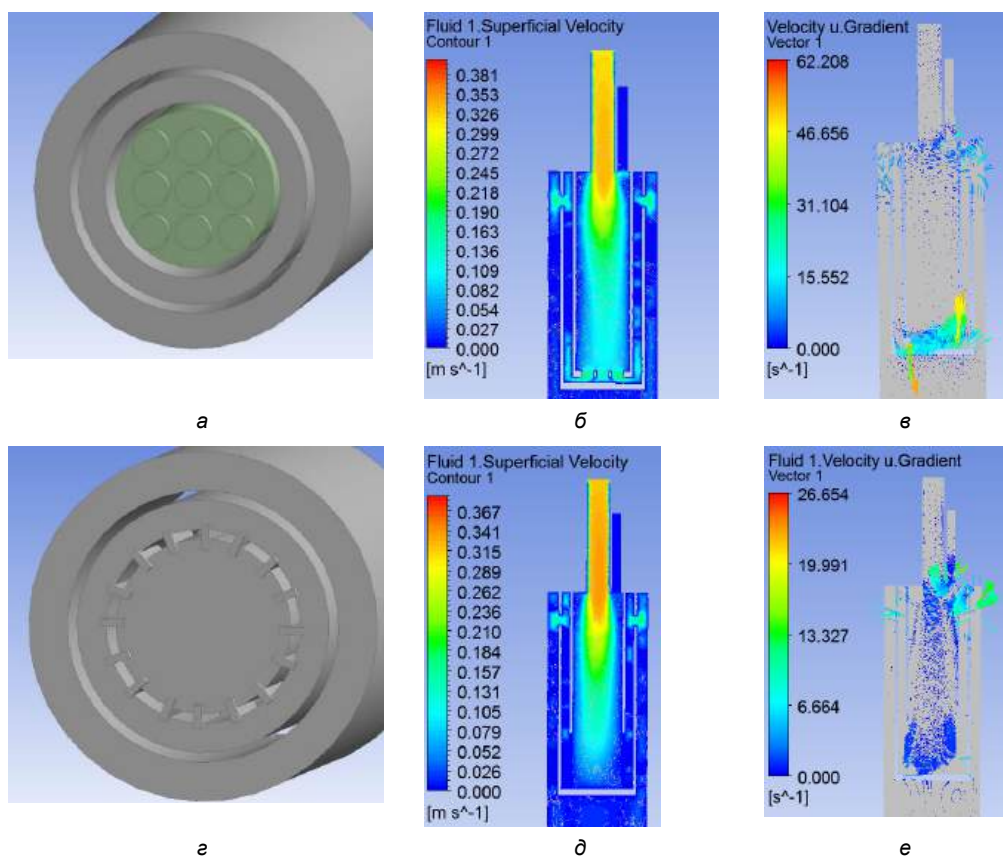 Fluid 1.Superficial Velocity
Contour 1
0.381
0.353
0.326
0.299
0.272
0.245
0.218
0.190
0.163
0.136
0.109
0.082
0.054
0.027
0.000
[m s^-1]
Velocity u.Gradient
Vector 1
62.208
46.656
31.104
15.552
0.000
[s^-1]
а
б
в
Fluid 1.Superficial Velocity
Contour 1
0.367
0.341
0.315
0.289
0.262
0.236
0.210
0.184
0.157
0.131
0.105
0.079
0.052
0.026
0.000
[m s^-1]
Fluid 1.Velocity u.Gradient
Vector 1
26.654
19.991
13.327
6.664
0.000
[s^-1]
г
д
е